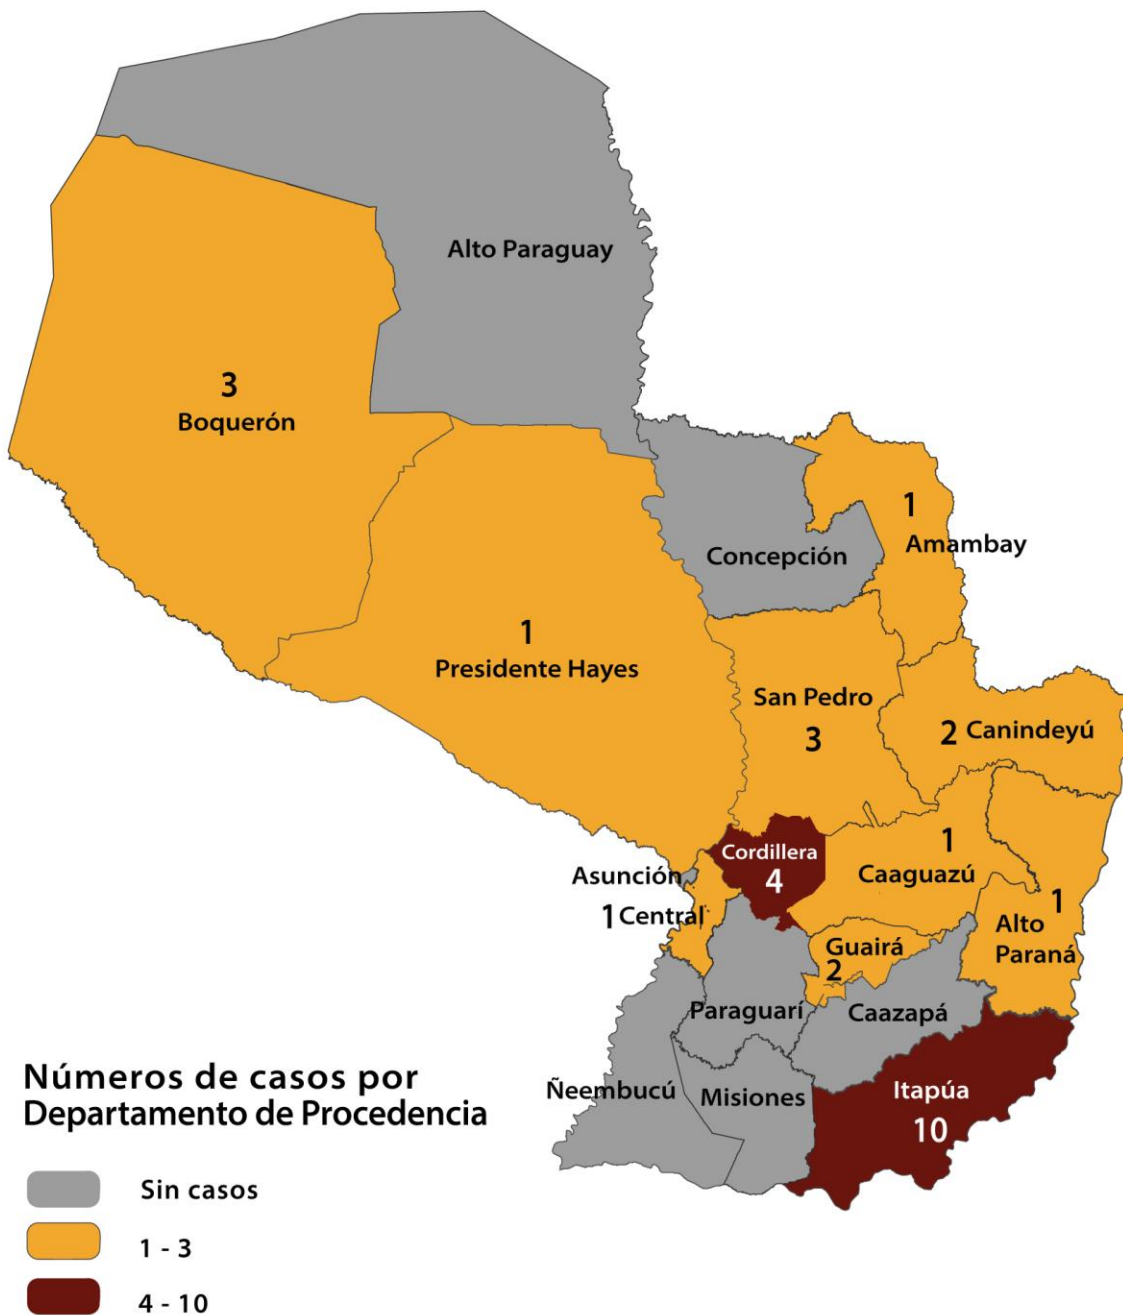 Alto Paraguay
3
Boquerón
1
Amambay
Concepción
1
Presidente Hayes
San Pedro
3
2 Canindeyú
Cordillera
4
1
Caaguazú
Asunción
1 Central
1
Alto
Paraná
Guairá
2
Paraguarí
Caazapá
Ñeembucú
Misiones
Itapúa
10
Números de casos por
Departamento de Procedencia
Sin casos
1 - 3
4 - 10